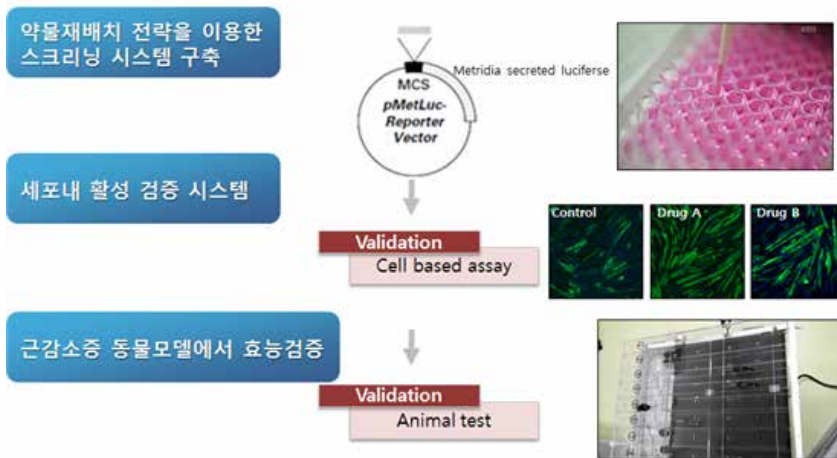 약물재배치 전략을 이용한
스크리닝 시스템 구축
Metridia secreted luciferse
MCS
pMetLuc-
Reporter
Vector
세포내 활성 검증 시스템
Control
Drug A
Drug B
Validation
Cell based assay
근감소증 동물모델에서 효능검증
Validation
Animal test